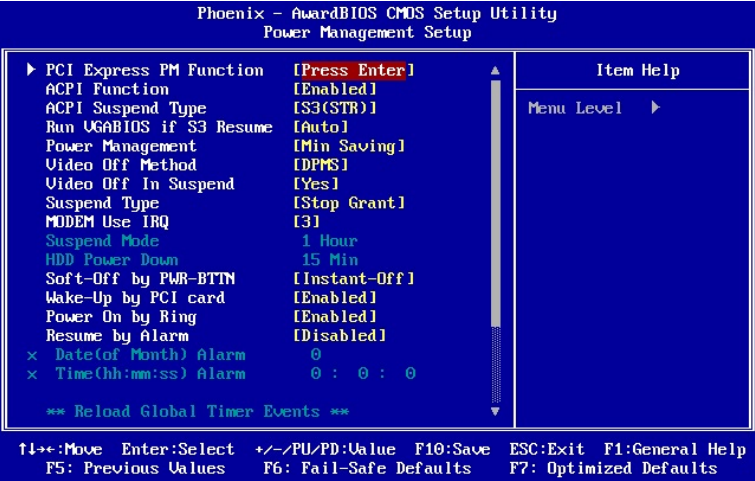 Phoenix - AwardBIOS CMOS Setup Utility
Power Management Setup
PCI Express PM Function [Press Enter]
ACPI Function [Enabled]
ACPI Suspend Type [S3(STR)]
Run VGABIOS if S3 Resume [Auto]
Power Management [Min Saving]
Video Off Method [DPMS]
Video Off In Suspend [Yes]
Suspend Type [Stop Grant]
MODEM Use IRQ [3]
Suspend Mode 1 Hour
HDD Power Down 15 Min
Soft-Off by PWR-BTTN [Instant-Off]
Wake-Up by PCI card [Enabled]
Power On by Ring [Enabled]
Resume by Alarm [Disabled]
x Date(of Month) Alarm 0
x Time(hh:mm:ss) Alarm 0 : 0 : 0
** Reload Global Timer Events **
Item Help
Menu Level
↑↓→←:Move Enter:Select +/-/PU/PD:Value F10:Save ESC:Exit F1:General Help
F5: Previous Values F6: Fail-Safe Defaults F7: Optimized Defaults